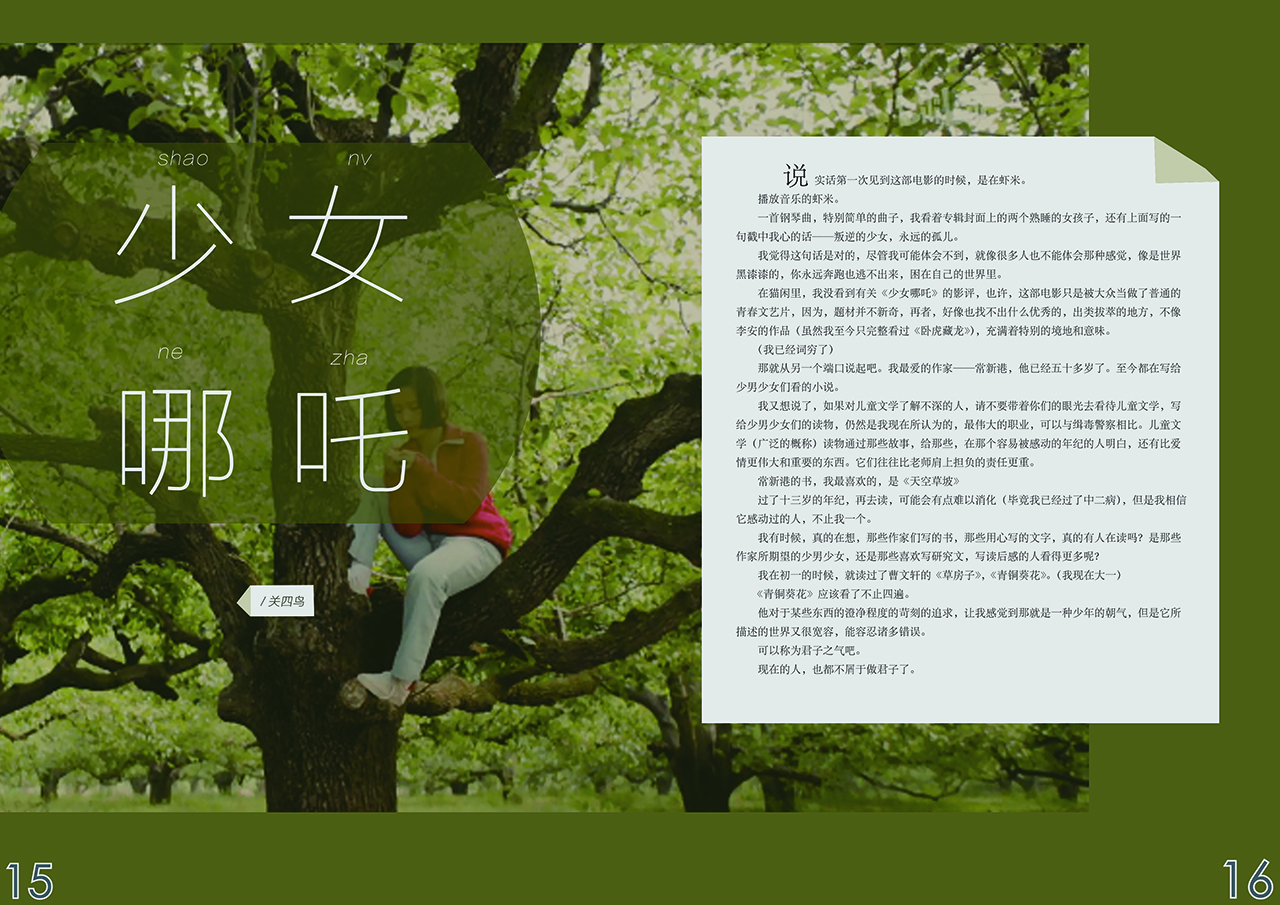 shao nv
少女
ne zha
哪吒
/ 关四鸟
说 实话第一次见到这部电影的时候，是在虾米。
播放音乐的虾米。
一首钢琴曲，特别简单的曲子，我看着专辑封面上的两个熟睡的女孩子，还有上面写的一
句戳中我心的话——叛逆的少女，永远的孤儿。
我觉得这句话是对的，尽管我可能体会不到，就像很多人也不能体会那种感觉，像是世界
黑漆漆的，你永远奔跑也逃不出来，困在自己的世界里。
在猫闲里，我没看到有关《少女哪吒》的影评，也许，这部电影只是被大众当做了普通的
青春文艺片，因为，题材并不新奇，再者，好像也找不出什么优秀的，出类拔萃的地方，不像
李安的作品（虽然我至今只完整看过《卧虎藏龙》），充满着特别的境地和意味。
（我已经词穷了）
那就从另一个端口说起吧。我最爱的作家——常新港，他已经五十多岁了。至今都在写给
少男少女们看的小说。
我又想说了，如果对儿童文学了解不深的人，请不要带着你们的眼光去看待儿童文学，写
给少男少女们的读物，仍然是我现在所认为的，最伟大的职业，可以与缉毒警察相比。儿童文
学（广泛的概称）读物通过那些故事，给那些，在那个容易被感动的年纪的人明白，还有比爱
情更伟大和重要的东西。它们往往比老师肩上担负的责任更重。
常新港的书，我最喜欢的，是《天空草坡》
过了十三岁的年纪，再去读，可能会有点难以消化（毕竟我已经过了中二病），但是我相信
它感动过的人，不止我一个。
我有时候，真的在想，那些作家们写的书，那些用心写的文字，真的有人在读吗？是那些
作家所期望的少男少女，还是那些喜欢写研究文，写读后感的人看得更多呢？
我在初一的时候，就读过了曹文轩的《草房子》，《青铜葵花》。（我现在大一）
《青铜葵花》应该看了不止四遍。
他对于某些东西的澄净程度的苛刻的追求，让我感觉到那就是一种少年的朝气，但是它所
描述的世界又很宽容，能容忍诸多错误。
可以称为君子之气吧。
现在的人，也都不屑于做君子了。
15
16